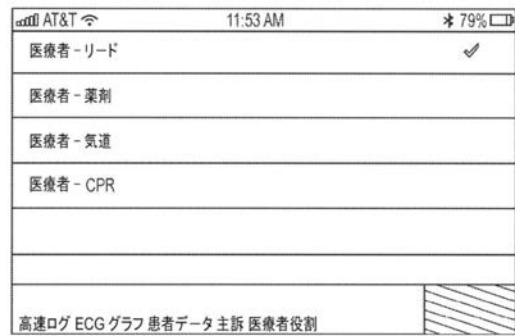 AT&T 11:53 AM 79%
医療者 - リード
医療者 - 薬剤
医療者 - 気道
医療者 - CPR
高速ログ ECG グラフ 患者データ 主訴 医療者役割